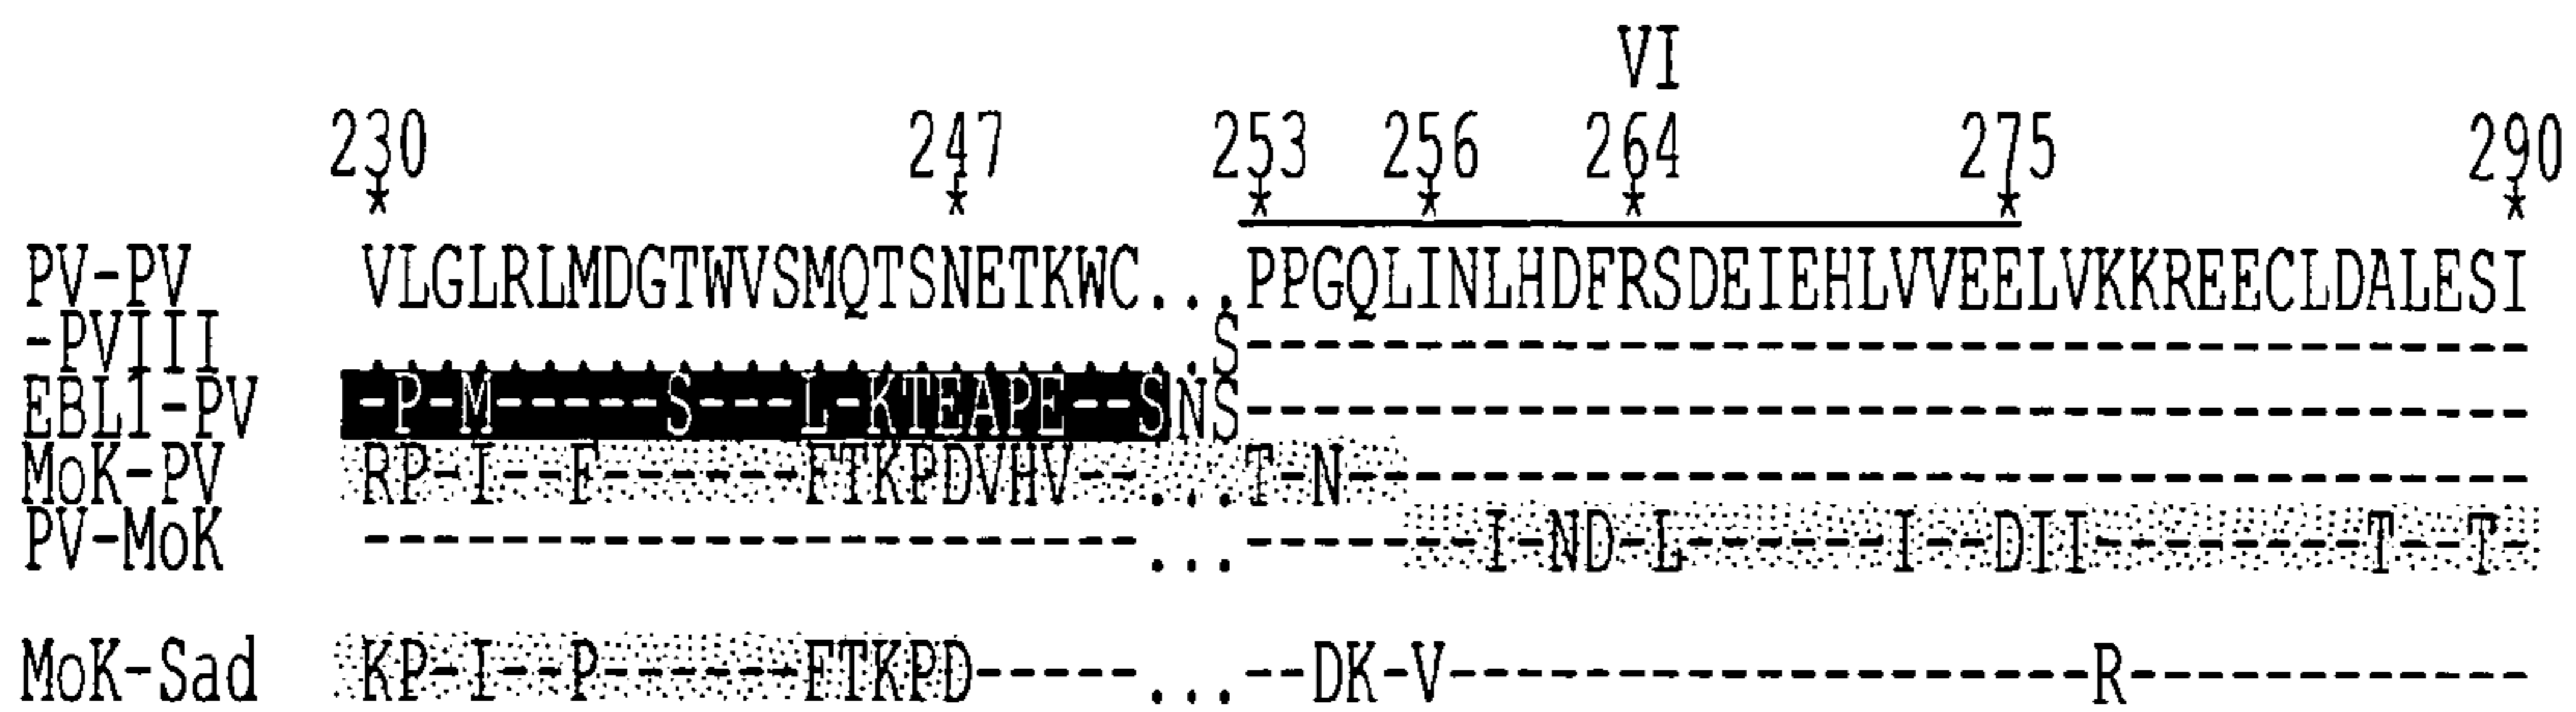 VI
230 247 253 256 264 275 290
* * * * * * *
PV-PV VLGLRLMDGTWVSMQTSNETKWC...PPGQLINLHDFRSDEIEHLVVEELVKKREECLDALESI
-PVIII .........................S--------------------------------------
EBL1-PV -P-M-----S---L-KTEAPE--SNS--------------------------------------
MoK-PV RP-I--F------FTKPDVHV--...T-N-----------------------------------
PV-MoK -----------------------...-------I-ND-L------I--DII--------T--T-
MoK-Sad KP-I--P------FTKPD-----...--DK-V-------------------R------------